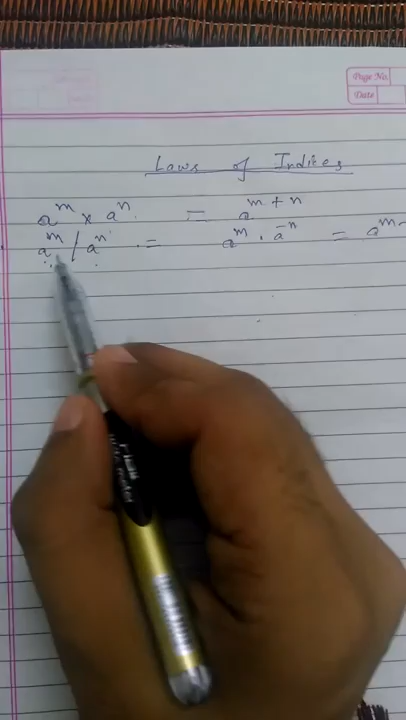 Page No.
Date
Laws of Indices
a^m × a^n = a^{m+n}
a^m / a^n = a^m · a^{-n} = a^{m-